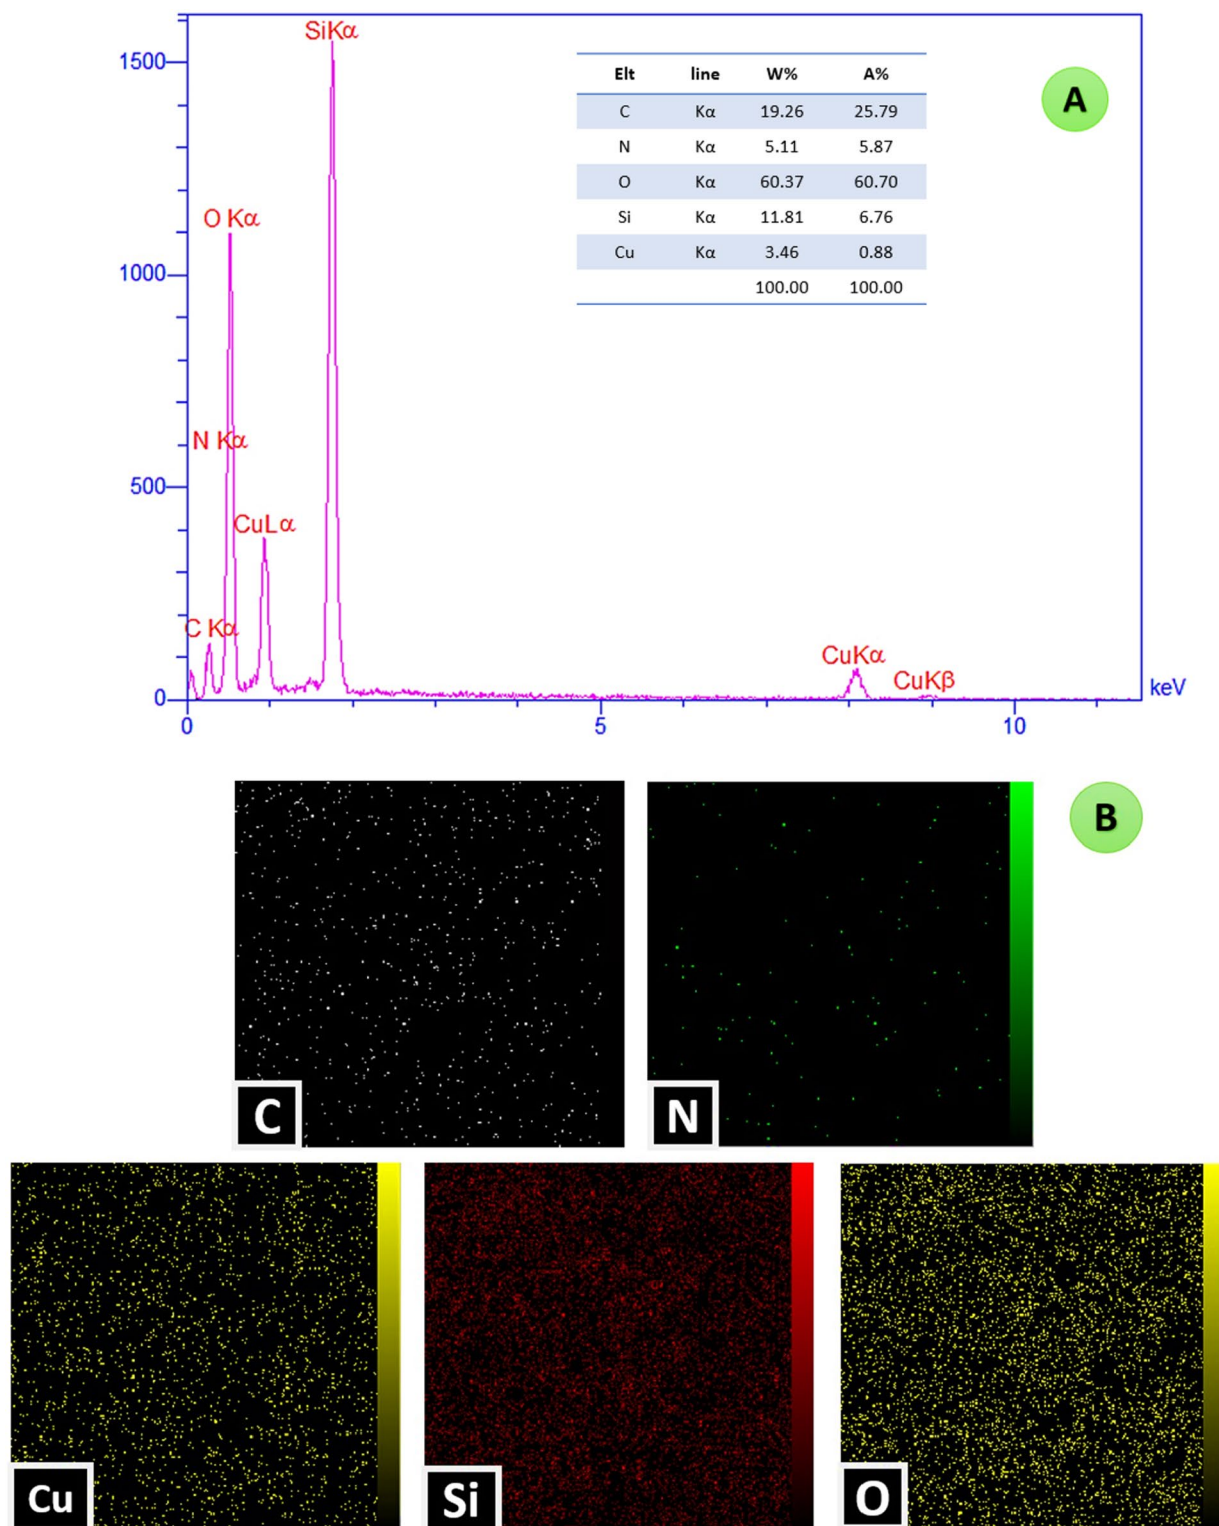 SiKα
1500
Elt line W% A%
C Kα 19.26 25.79
N Kα 5.11 5.87
O Kα 60.37 60.70
Si Kα 11.81 6.76
Cu Kα 3.46 0.88
100.00 100.00
A
O Kα
1000
N Kα
500
CuLα
C Kα
CuKα
CuKβ
0
keV
0 5 10
B
C
N
Cu
Si
O